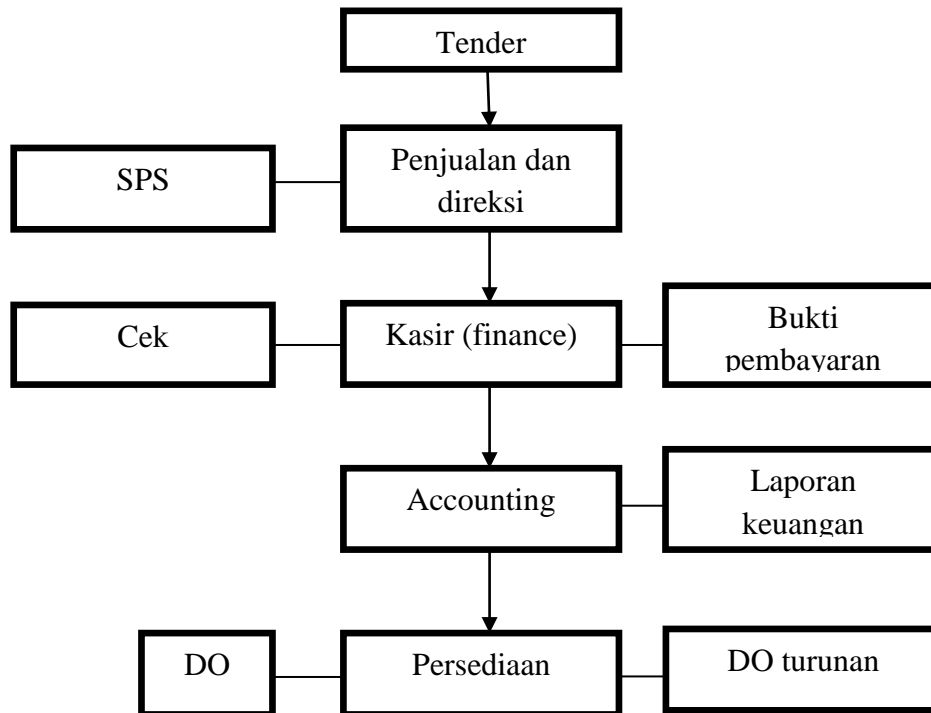 Tender
SPS
Penjualan dan
direksi
Cek
Kasir (finance)
Bukti
pembayaran
Accounting
Laporan
keuangan
DO
Persediaan
DO turunan